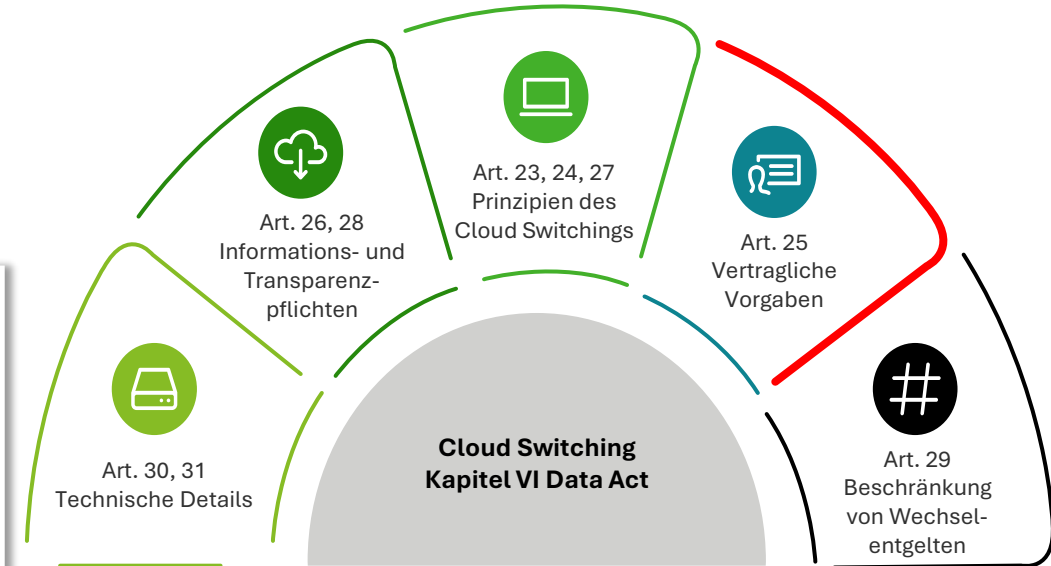 Art. 30, 31
Technische Details
Art. 26, 28
Informations- und
Transparenz-
pflichten
Art. 23, 24, 27
Prinzipien des
Cloud Switchings
Art. 25
Vertragliche
Vorgaben
Art. 29
Beschränkung
von Wechsel-
entgelten
Cloud Switching
Kapitel VI Data Act